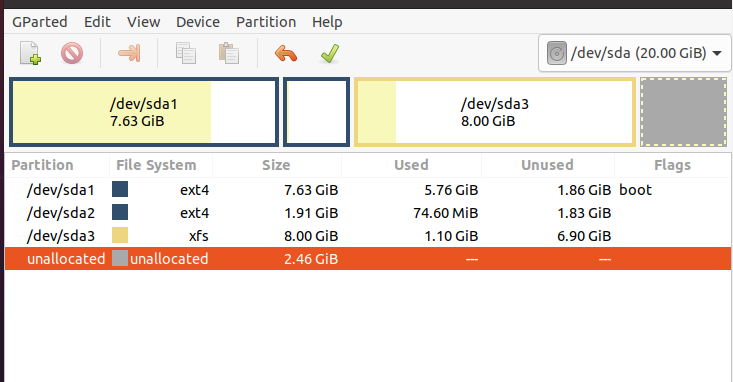 GParted Edit View Device Partition Help
/dev/sda (20.00 GiB)
/dev/sda1
7.63 GiB
/dev/sda3
8.00 GiB
Partition File System Size Used Unused Flags
/dev/sda1 ext4 7.63 GiB 5.76 GiB 1.86 GiB boot
/dev/sda2 ext4 1.91 GiB 74.60 MiB 1.83 GiB
/dev/sda3 xfs 8.00 GiB 1.10 GiB 6.90 GiB
unallocated unallocated 2.46 GiB --- ---